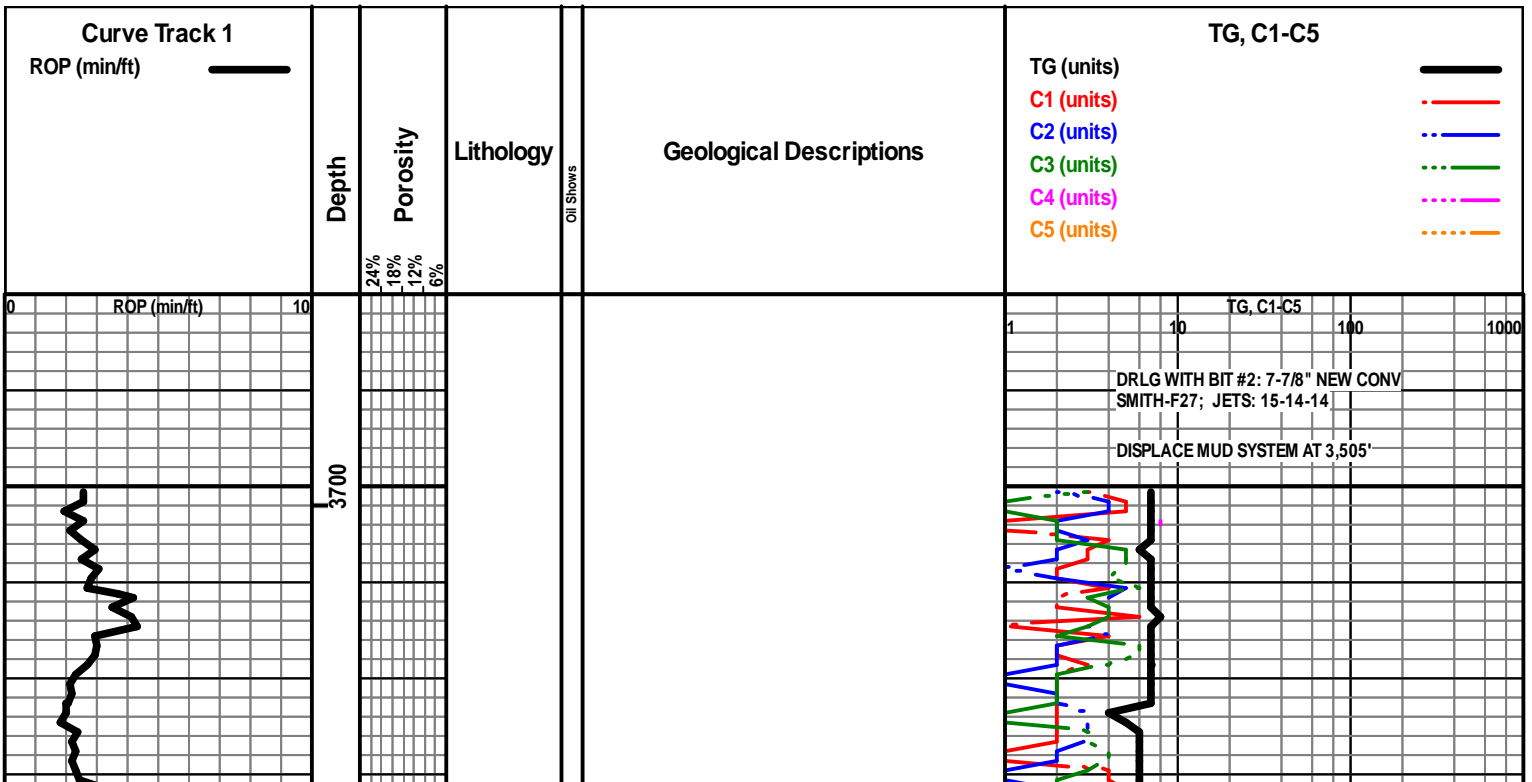 Curve Track 1
ROP (min/ft)
Depth
Porosity
24%
18%
12%
6%
Lithology
Oil Shows
Geological Descriptions
TG, C1-C5
TG (units)
C1 (units)
C2 (units)
C3 (units)
C4 (units)
C5 (units)
0 ROP (min/ft) 10
TG, C1-C5
1 10 100 1000
DRLG WITH BIT #2: 7-7/8" NEW CONV
SMITH-F27; JETS: 15-14-14
DISPLACE MUD SYSTEM AT 3,505'
3700